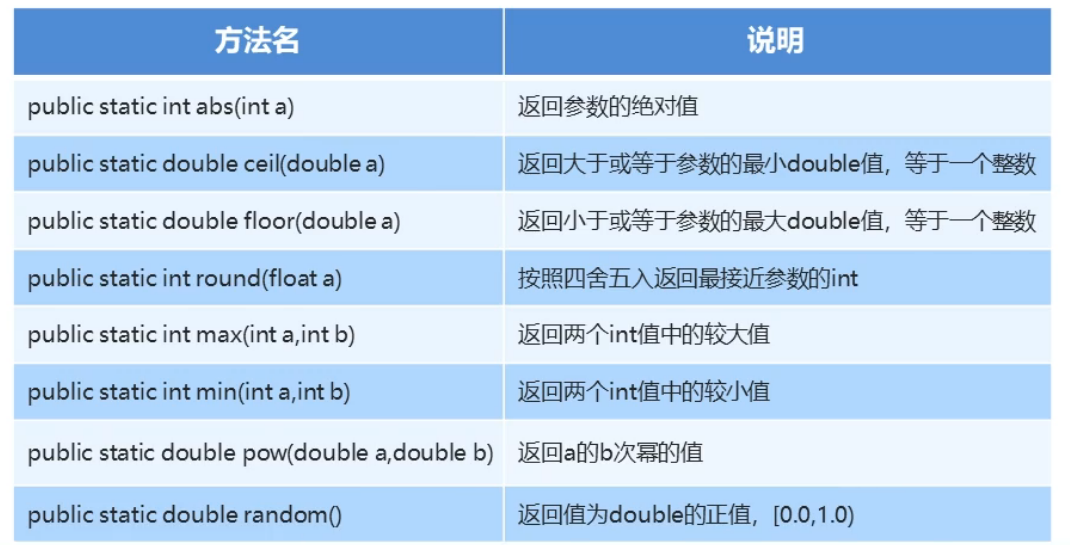 方法名 说明
public static int abs(int a) 返回参数的绝对值
public static double ceil(double a) 返回大于或等于参数的最小double值，等于一个整数
public static double floor(double a) 返回小于或等于参数的最大double值，等于一个整数
public static int round(float a) 按照四舍五入返回最接近参数的int
public static int max(int a,int b) 返回两个int值中的较大值
public static int min(int a,int b) 返回两个int值中的较小值
public static double pow(double a,double b) 返回a的b次幂的值
public static double random() 返回值为double的正值，[0.0,1.0)